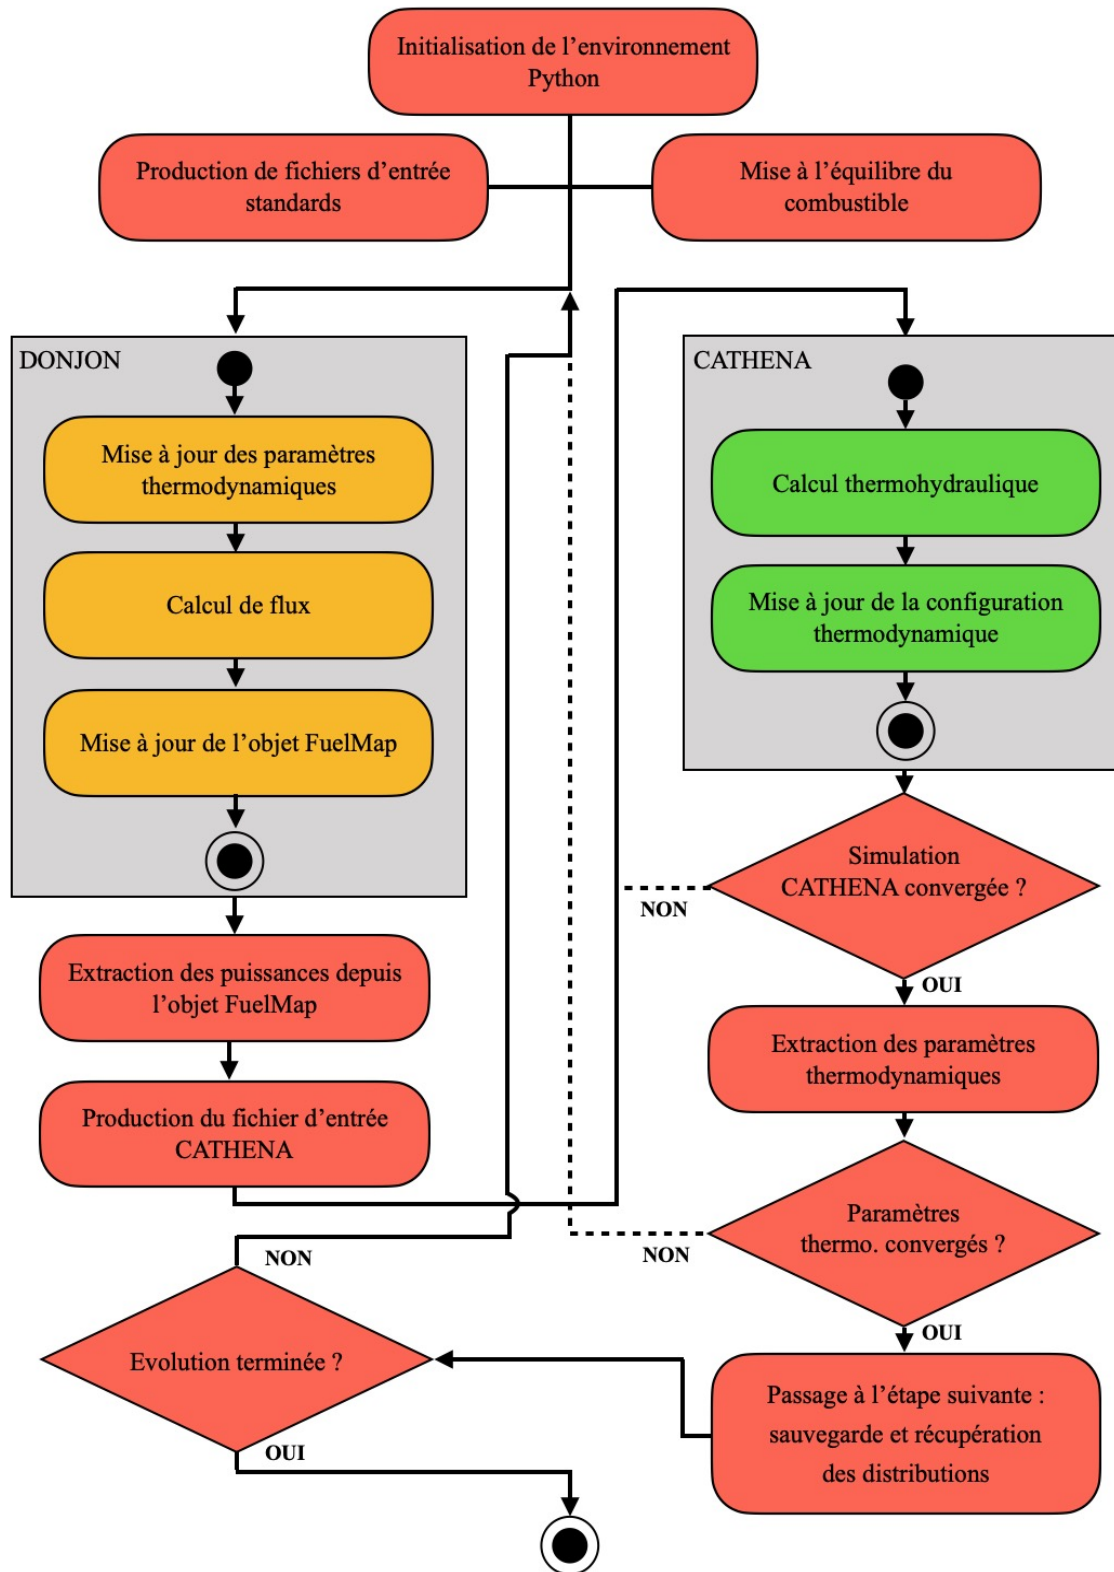 Initialisation de l’environnement
Python
Production de fichiers d’entrée
standards
Mise à l’équilibre du
combustible
DONJON
Mise à jour des paramètres
thermodynamiques
Calcul de flux
Mise à jour de l’objet FuelMap
Extraction des puissances depuis
l’objet FuelMap
Production du fichier d’entrée
CATHENA
CATHENA
Calcul thermohydraulique
Mise à jour de la configuration
thermodynamique
Simulation
CATHENA convergée ?
NON
OUI
Extraction des paramètres
thermodynamiques
Paramètres
thermo. convergés ?
NON
OUI
Passage à l’étape suivante :
sauvegarde et récupération
des distributions
NON
Evolution terminée ?
OUI